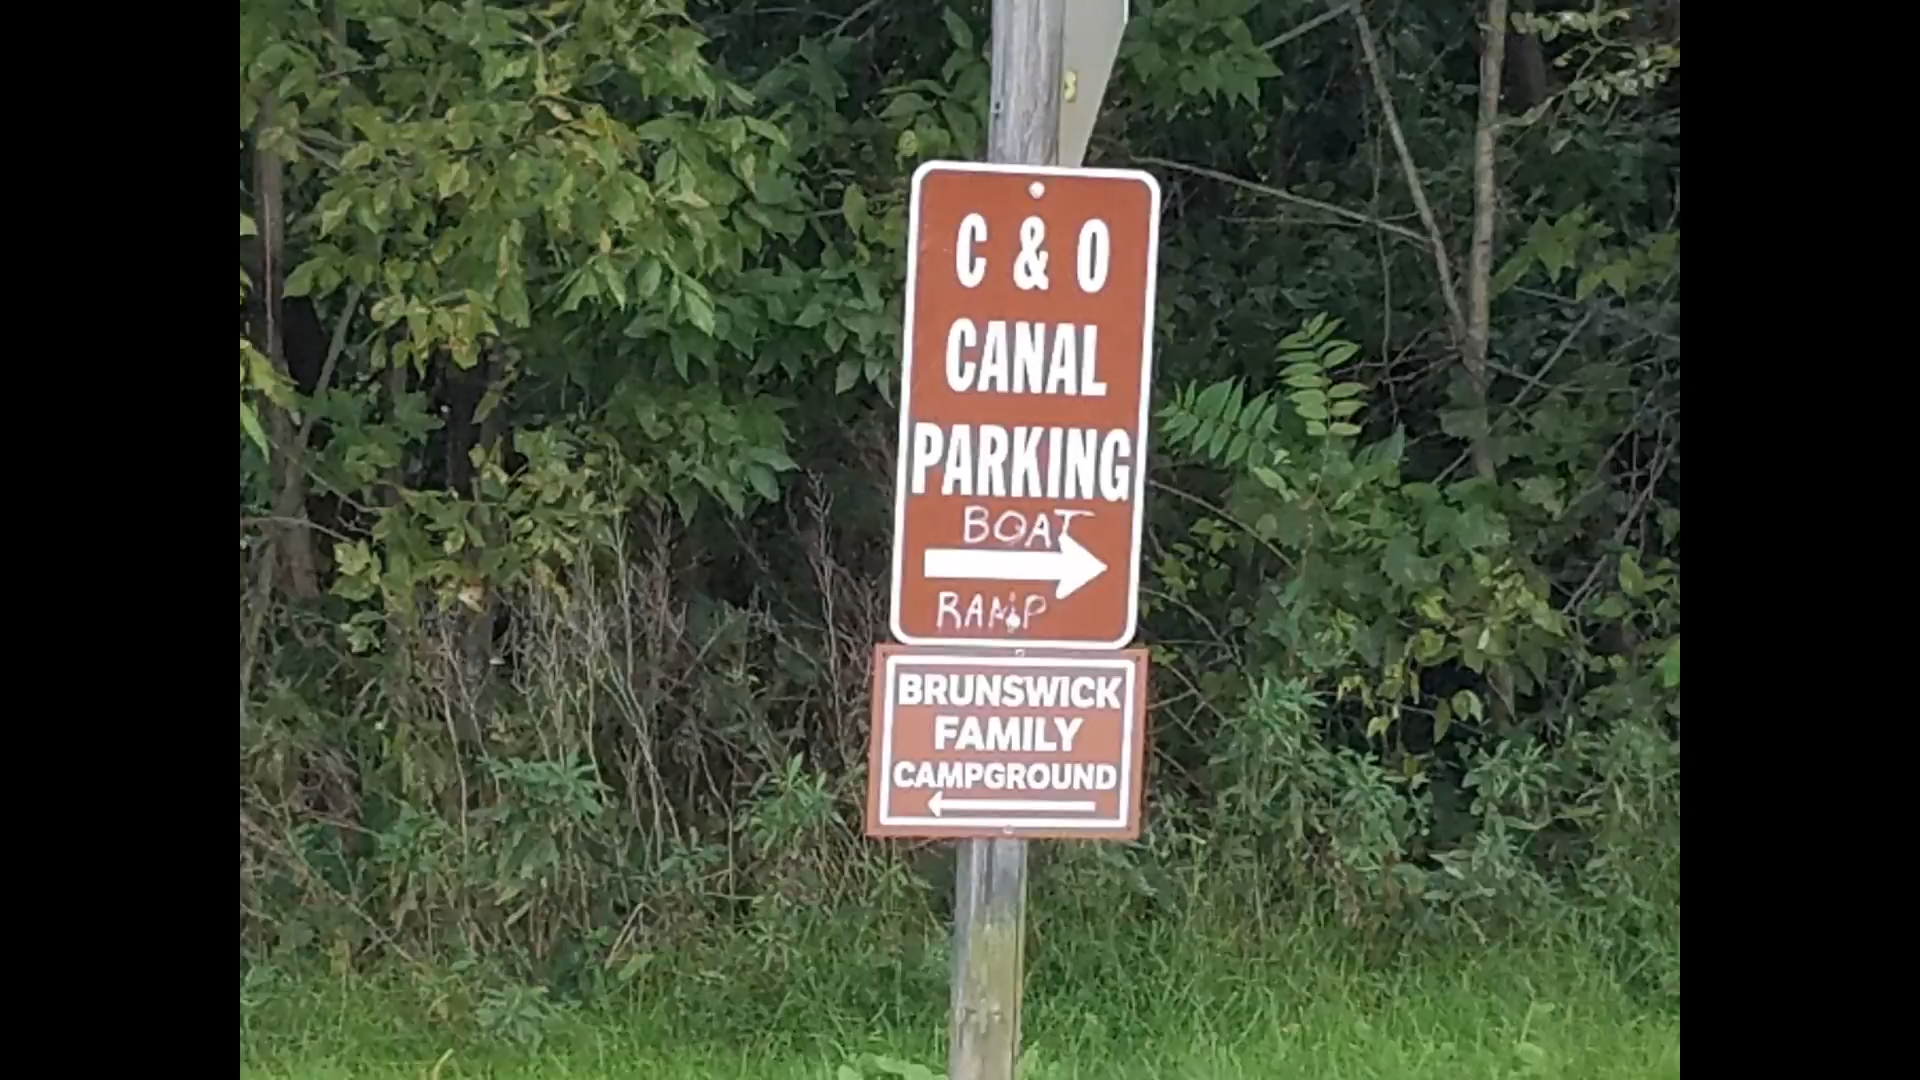 C & O
CANAL
PARKING
BOAT
RAMP
BRUNSWICK
FAMILY
CAMPGROUND